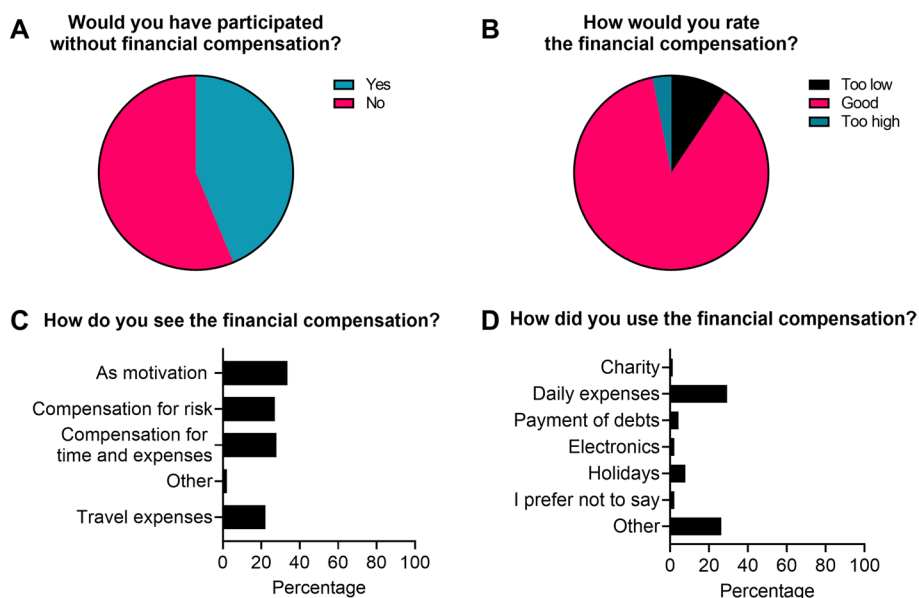 A
Would you have participated
without financial compensation?
Yes
No
B
How would you rate
the financial compensation?
Too low
Good
Too high
C
How do you see the financial compensation?
As motivation
Compensation for risk
Compensation for
time and expenses
Other
Travel expenses
0 20 40 60 80 100
Percentage
D
How did you use the financial compensation?
Charity
Daily expenses
Payment of debts
Electronics
Holidays
I prefer not to say
Other
0 20 40 60 80 100
Percentage